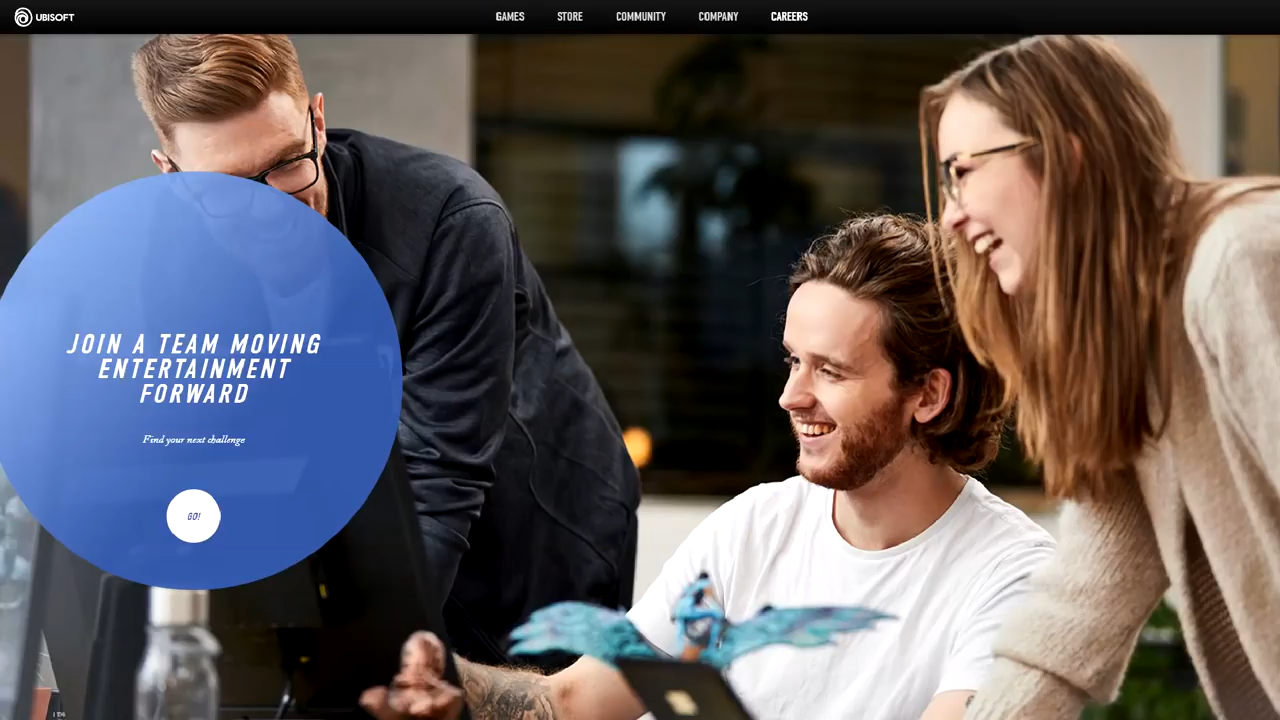 UBISOFT
GAMES STORE COMMUNITY COMPANY CAREERS
JOIN A TEAM MOVING
ENTERTAINMENT
FORWARD
Find your next challenge
GO!